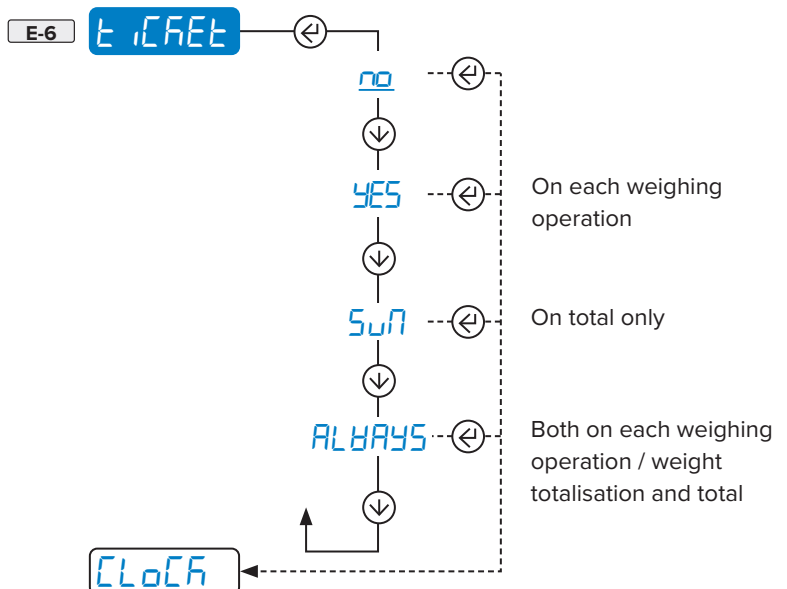 E-6 tiCKEt
no
YES
On each weighing
operation
SuM
On total only
ALWAYS
Both on each weighing
operation / weight
totalisation and total
CLoCK